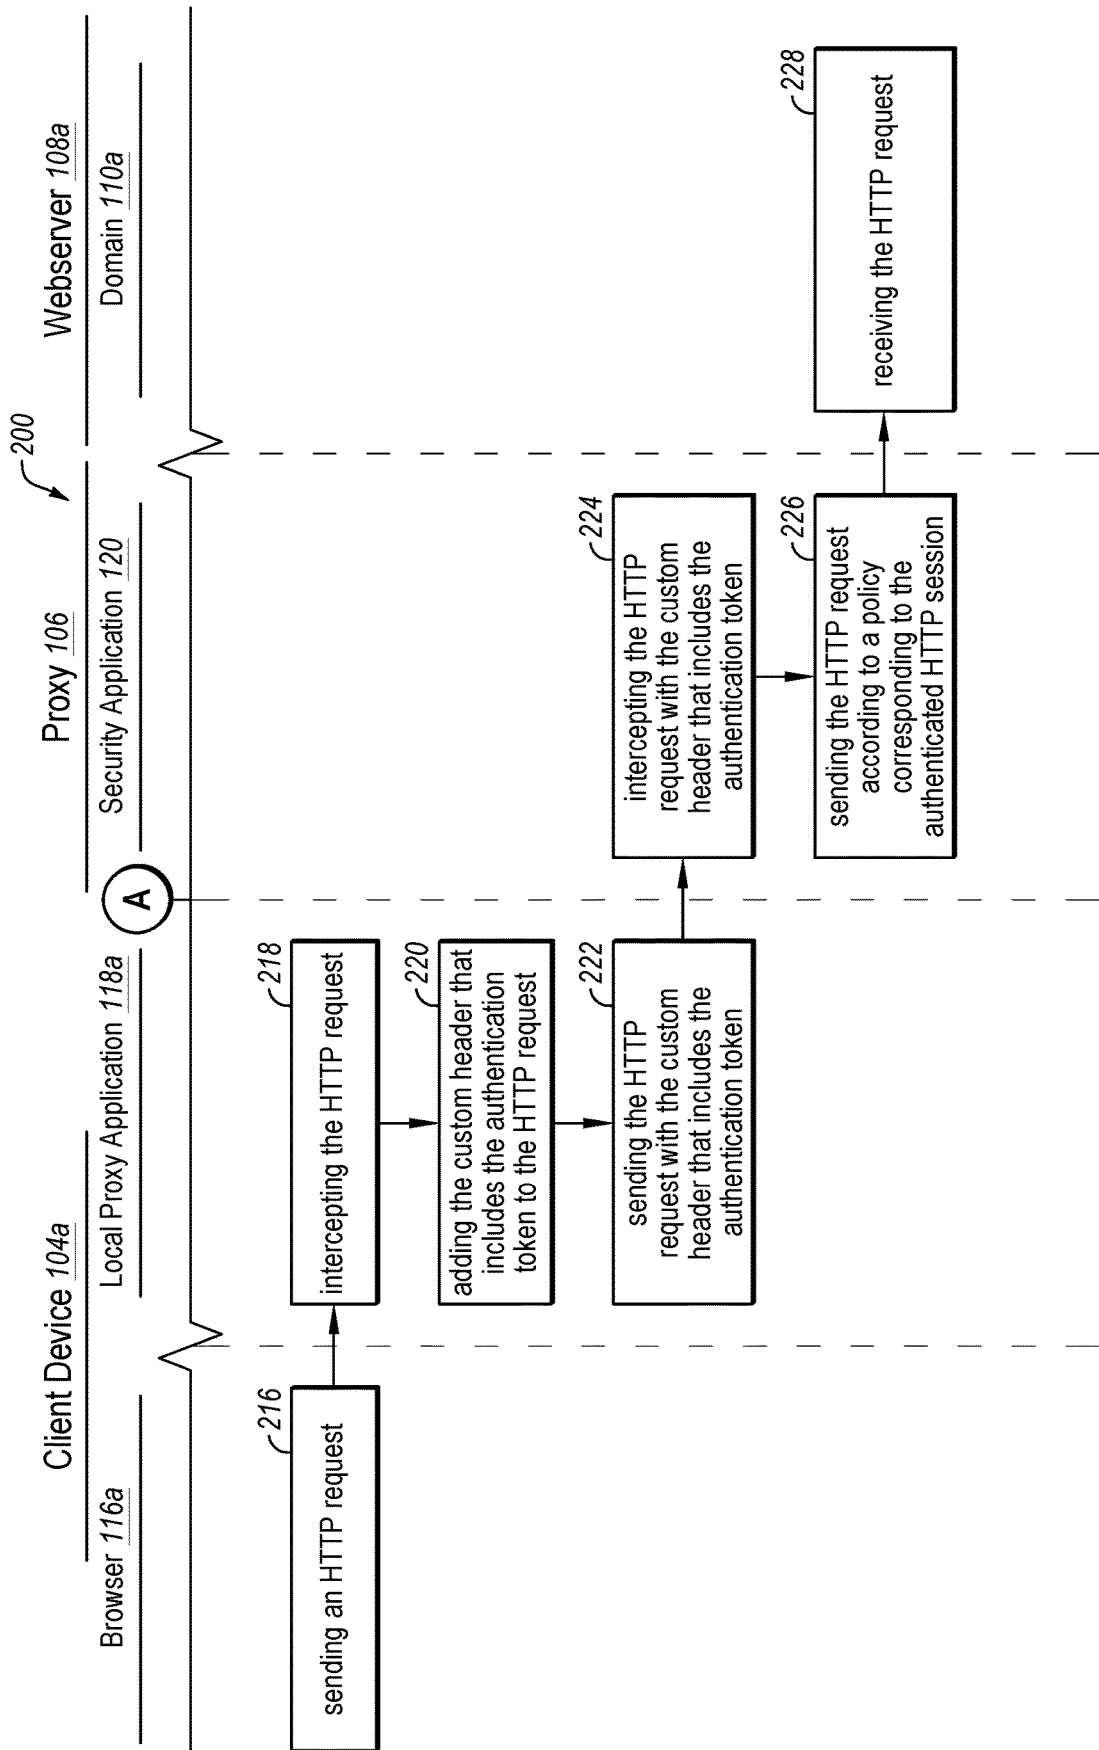 200
Client Device 104a
Proxy 106
Webserver 108a
Browser 116a
Local Proxy Application 118a
Security Application 120
Domain 110a
A
216
sending an HTTP request
218
intercepting the HTTP request
220
adding the custom header that
includes the authentication
token to the HTTP request
222
sending the HTTP
request with the custom
header that includes the
authentication token
224
intercepting the HTTP
request with the custom
header that includes the
authentication token
226
sending the HTTP request
according to a policy
corresponding to the
authenticated HTTP session
228
receiving the HTTP request